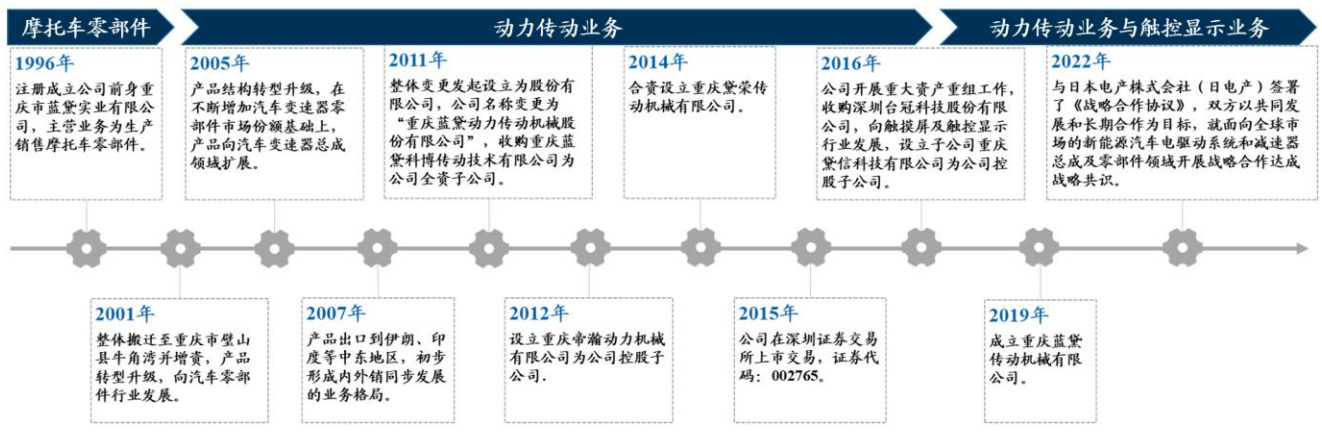 摩托车零部件
动力传动业务
动力传动业务与触控显示业务
1996年
注册成立公司前身重
庆市蓝黛实业有限公
司，主营业务为生产
销售摩托车零部件。
2005年
产品结构转型升级，在
不断增加汽车变速器零
部件市场份额基础上，
产品向汽车变速器总成
领域扩展。
2011年
整体变更发起设立为股份有
限公司，公司名称变更为
“重庆蓝黛动力传动机械股
份有限公司”，收购重庆蓝
黛科博传动技术有限公司为
公司全资子公司。
2014年
合资设立重庆黛荣传
动机械有限公司。
2016年
公司开展重大资产重组工作，
收购深圳台冠科技股份有限
公司，向触摸屏及触控显示
行业发展，设立子公司重庆
黛信科技有限公司为公司控
股子公司。
2022年
与日本电产株式会社（日电产）签署
了《战略合作协议》，双方以共同发
展和长期合作为目标，就面向全球市
场的新能源汽车电驱动系统和减速器
总成及零部件领域开展战略合作达成
战略共识。
2001年
整体搬迁至重庆市壁山
县牛角湾并增资，产品
转型升级，向汽车零部
件行业发展。
2007年
产品出口到伊朗、印
度等中东地区，初步
形成内外销同步发展
的业务格局。
2012年
设立重庆帝瀚动力机械
有限公司为公司控股子
公司.
2015年
公司在深圳证券交易
所上市交易，证券代
码：002765。
2019年
成立重庆蓝黛
传动机械有限
公司。